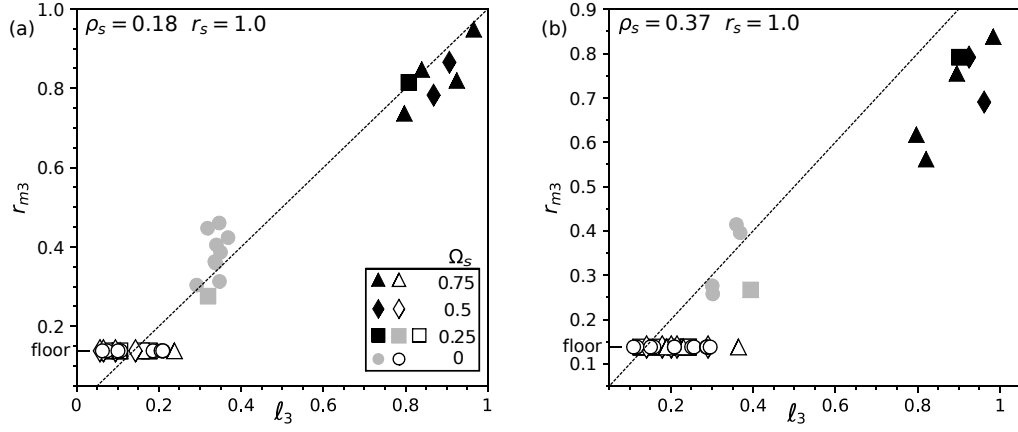 (a) ρs = 0.18 rs = 1.0
1.0
0.8
0.6
0.4
0.2
floor
rm3
Ωs
0.75
0.5
0.25
0
0 0.2 0.4 0.6 0.8 1
ℓ3
(b) ρs = 0.37 rs = 1.0
0.9
0.8
0.7
0.6
0.5
0.4
0.3
0.2
floor
0.1
rm3
0.2 0.4 0.6 0.8 1
ℓ3